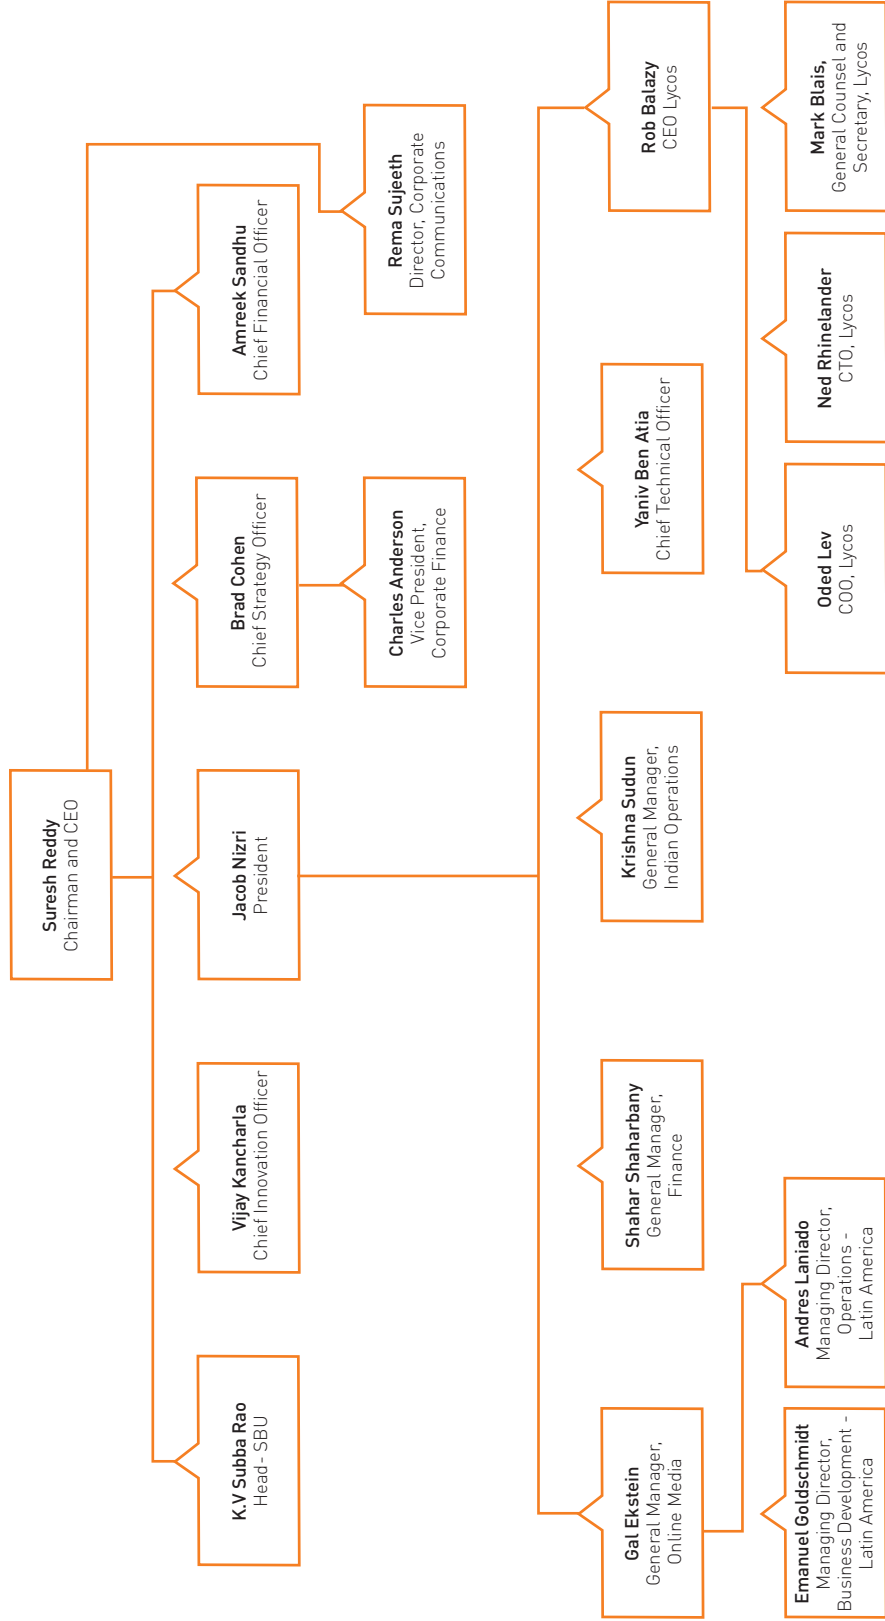 Suresh Reddy
Chairman and CEO
K.V Subba Rao
Head - SBU
Vijay Kancharla
Chief Innovation Officer
Jacob Nizri
President
Brad Cohen
Chief Strategy Officer
Amreek Sandhu
Chief Financial Officer
Charles Anderson
Vice President,
Corporate Finance
Rema Sujeeth
Director, Corporate
Communications
Gal Ekstein
General Manager,
Online Media
Shahar Shaharbany
General Manager,
Finance
Krishna Sudun
General Manager,
Indian Operations
Yaniv Ben Atia
Chief Technical Officer
Rob Balazy
CEO Lycos
Emanuel Goldschmidt
Managing Director,
Business Development -
Latin America
Andres Laniado
Managing Director,
Operations -
Latin America
Oded Lev
COO, Lycos
Ned Rhinelander
CTO, Lycos
Mark Blais,
General Counsel and
Secretary, Lycos